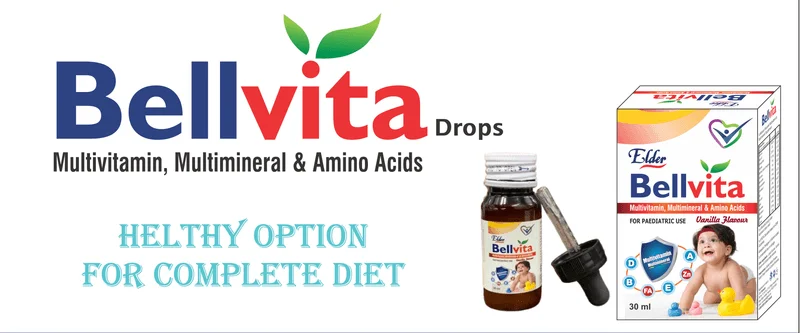 Bellvita Drops
Multivitamin, Multimineral & Amino Acids
HELTHY OPTION
FOR COMPLETE DIET
Elder
Bellvita
Elder
Bellvita
Multivitamin, Multimineral & Amino Acids
FOR PAEDIATRIC USE Vanilla Flavour
Multivitamin
Multimineral
D
B
FA
E
Zn
A
30 ml
Bellvita